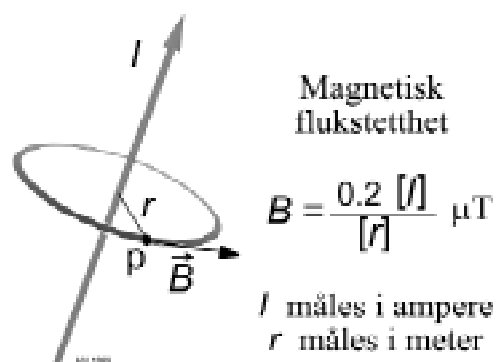 I
r
p
B⃗
Magnetisk
flukstetthet
B = 0.2 [I] / [r] µT
I måles i ampere
r måles i meter